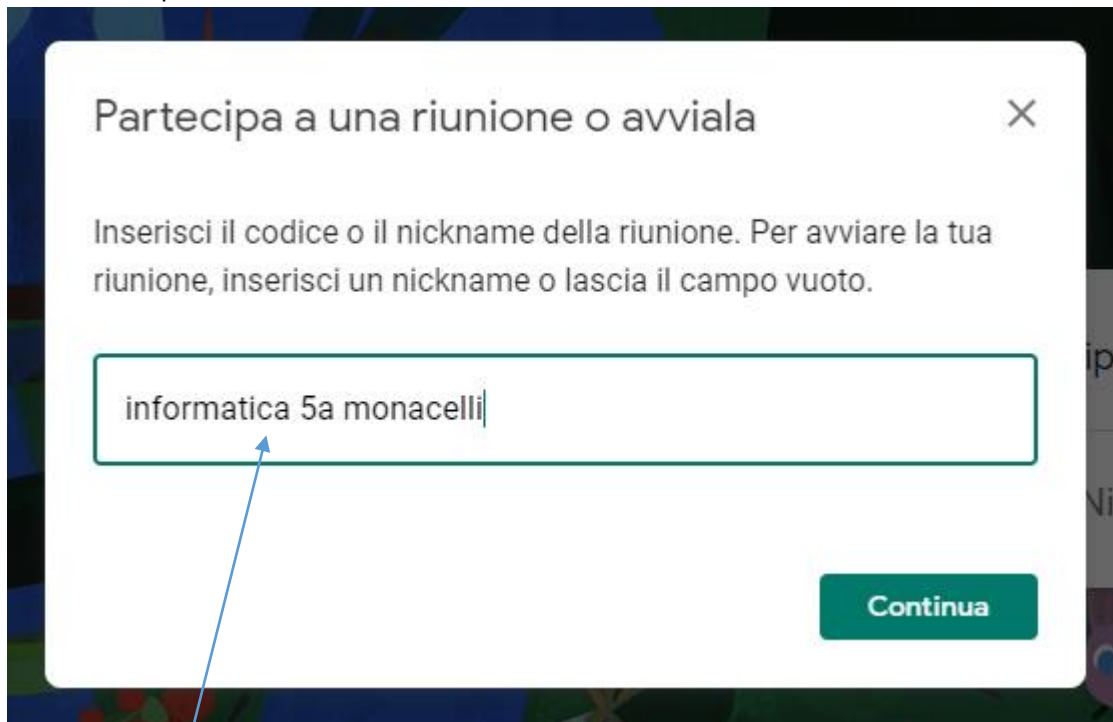 Partecipa a una riunione o avviala
Inserisci il codice o il nickname della riunione. Per avviare la tua
riunione, inserisci un nickname o lascia il campo vuoto.
informatica 5a monacelli
Continua